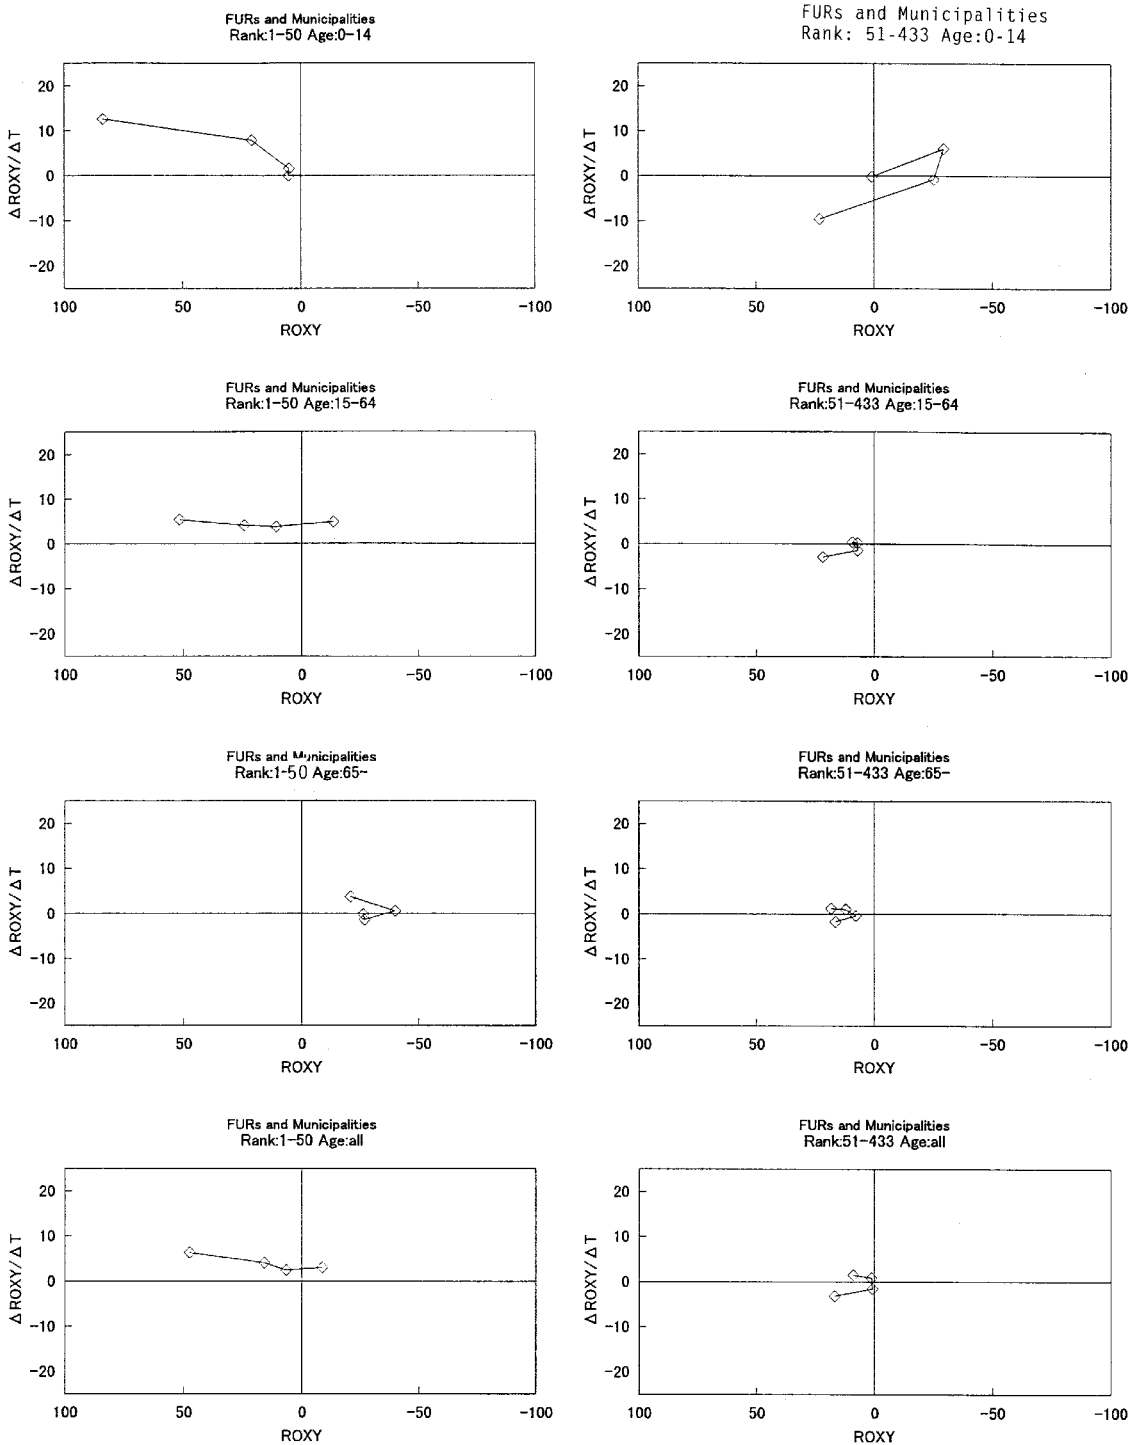 FURs and Municipalities
Rank:1-50 Age:0-14
20
10
0
-10
-20
ΔROXY/ΔT
100 50 0 -50 -100
ROXY
FURs and Municipalities
Rank: 51-433 Age:0-14
20
10
0
-10
-20
ΔROXY/ΔT
100 50 0 -50 -100
ROXY
FURs and Municipalities
Rank:1-50 Age:15-64
20
10
0
-10
-20
ΔROXY/ΔT
100 50 0 -50 -100
ROXY
FURs and Municipalities
Rank:51-433 Age:15-64
20
10
0
-10
-20
ΔROXY/ΔT
100 50 0 -50 -100
ROXY
FURs and Municipalities
Rank:1-50 Age:65-
20
10
0
-10
-20
ΔROXY/ΔT
100 50 0 -50 -100
ROXY
FURs and Municipalities
Rank:51-433 Age:65-
20
10
0
-10
-20
ΔROXY/ΔT
100 50 0 -50 -100
ROXY
FURs and Municipalities
Rank:1-50 Age:all
20
10
0
-10
-20
ΔROXY/ΔT
100 50 0 -50 -100
ROXY
FURs and Municipalities
Rank:51-433 Age:all
20
10
0
-10
-20
ΔROXY/ΔT
100 50 0 -50 -100
ROXY